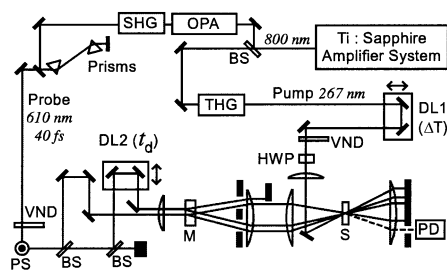 SHG
OPA
800 nm
Ti : Sapphire
Amplifier System
BS
Prisms
THG
Pump 267 nm
DL1
(ΔT)
Probe
610 nm
40 fs
DL2 (td)
VND
HWP
VND
PS
BS
BS
M
S
PD